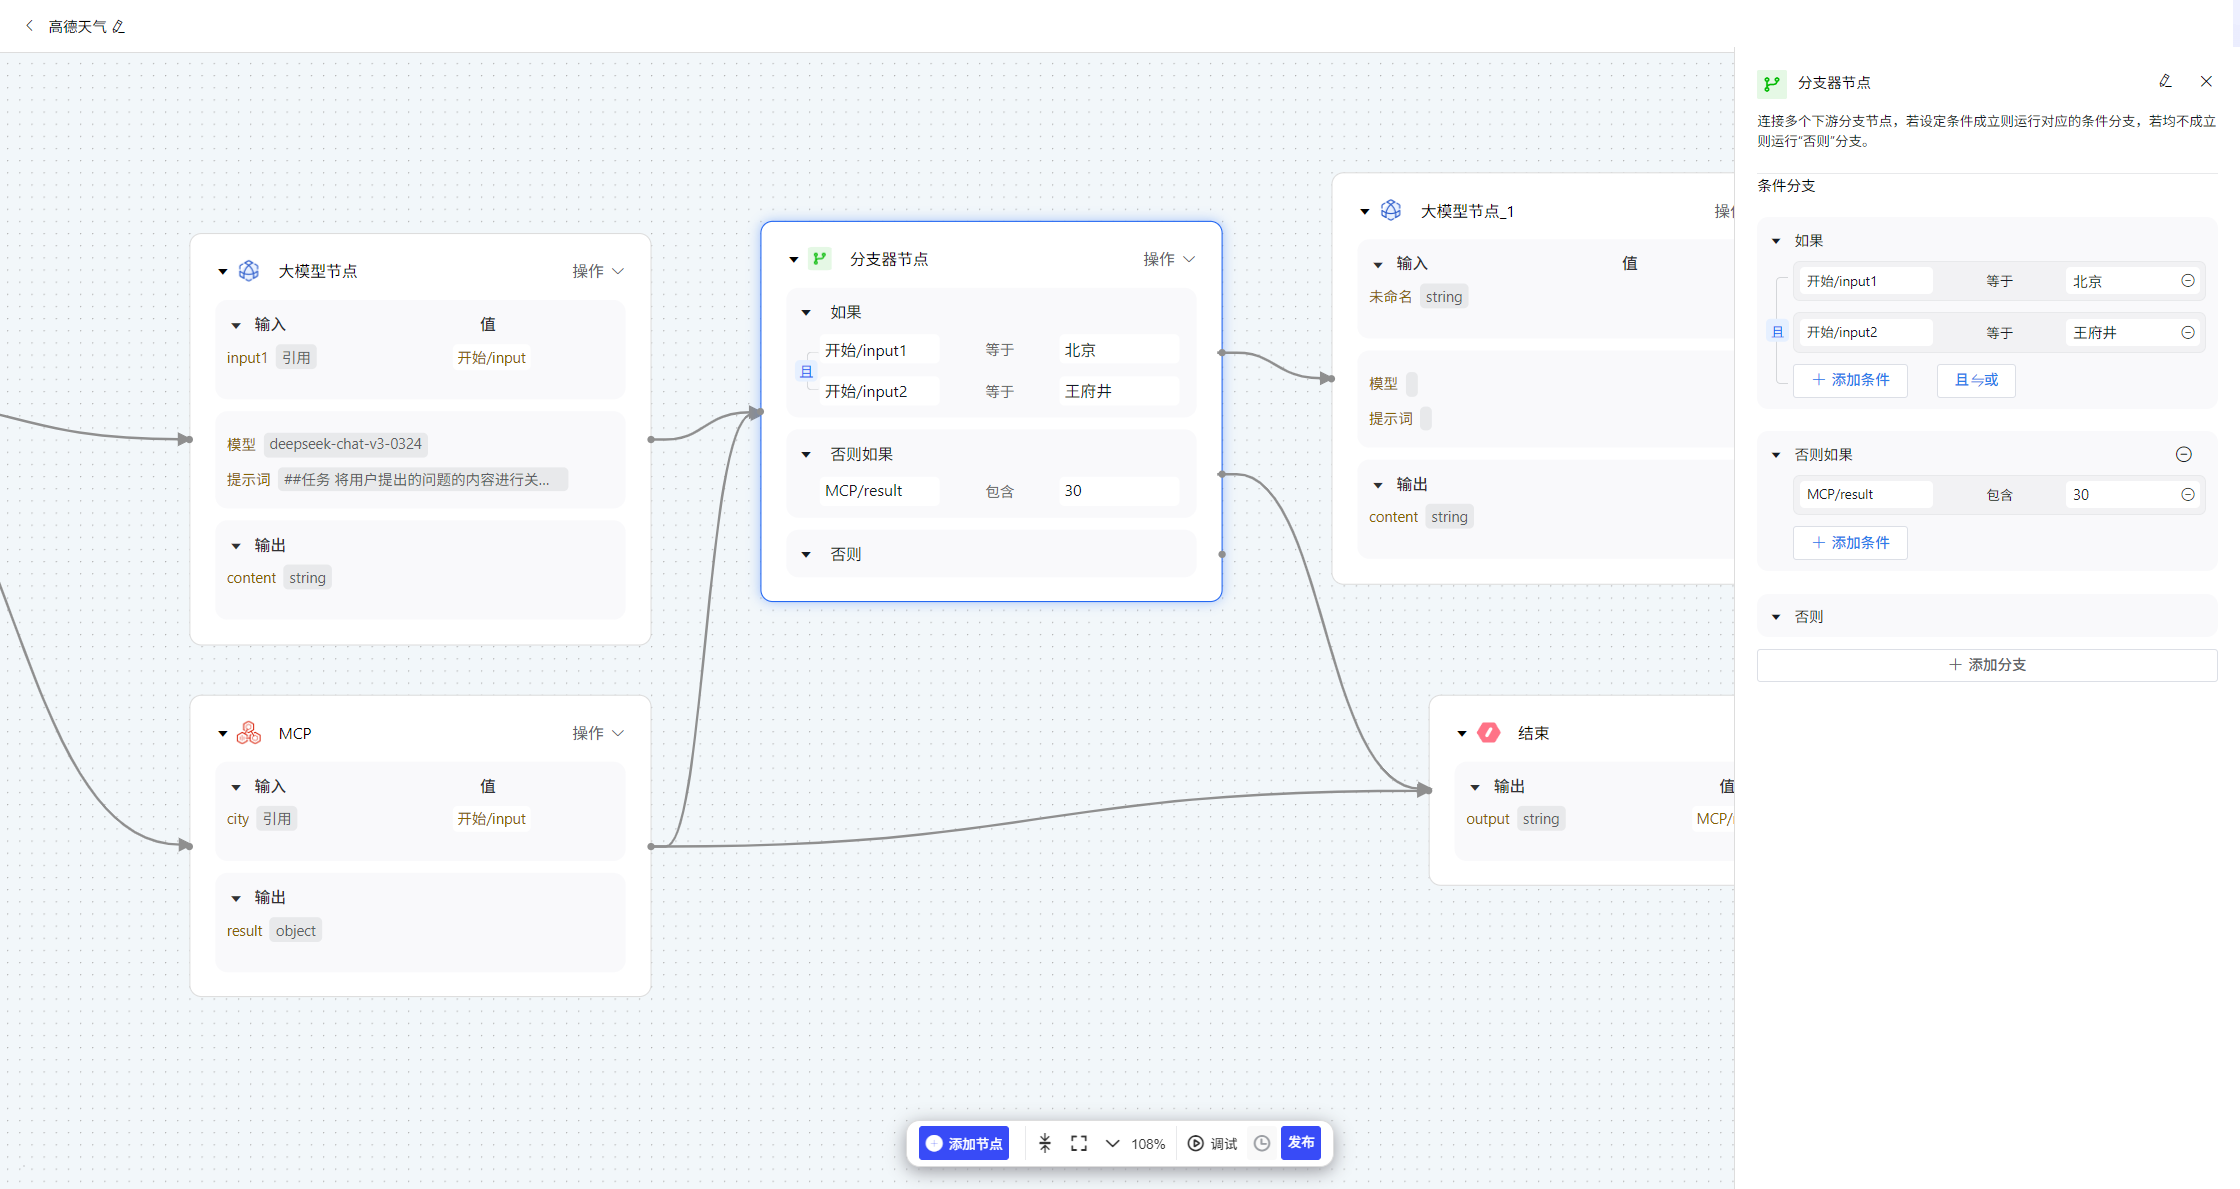 高德天气
大模型节点
操作
输入
值
input1 引用
开始/input
模型 deepseek-chat-v3-0324
提示词 ##任务 将用户提出的问题的内容进行关...
输出
content string
MCP
操作
输入
值
city 引用
开始/input
输出
result object
分支器节点
操作
如果
开始/input1 等于 北京
且
开始/input2 等于 王府井
否则如果
MCP/result 包含 30
否则
大模型节点_1
输入
值
未命名 string
模型
提示词
输出
content string
结束
输出
值
output string
MCP/
添加节点
108%
调试
发布
分支器节点
连接多个下游分支节点，若设定条件成立则运行对应的条件分支，若均不成立
则运行“否则”分支。
条件分支
如果
开始/input1 等于 北京
且
开始/input2 等于 王府井
添加条件
且⇋或
否则如果
MCP/result 包含 30
添加条件
否则
添加分支